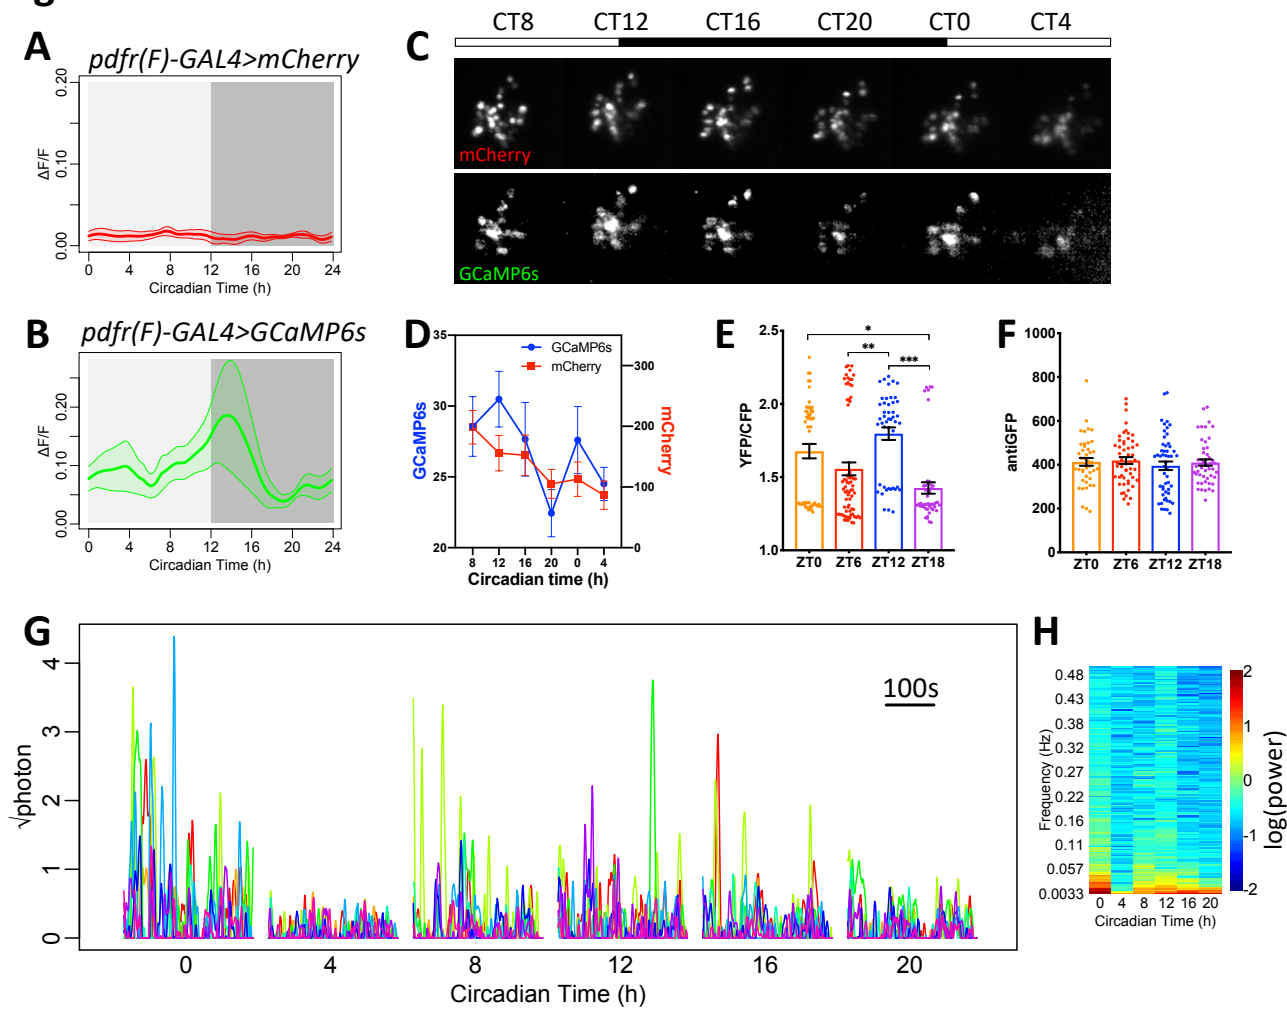 A
pdfr(F)-GAL4>mCherry
0.20
0.10
0.00
ΔF/F
0 4 8 12 16 20 24
Circadian Time (h)
B
pdfr(F)-GAL4>GCaMP6s
0.20
0.10
0.00
ΔF/F
0 4 8 12 16 20 24
Circadian Time (h)
C
CT8 CT12 CT16 CT20 CT0 CT4
mCherry
GCaMP6s
D
GCaMP6s
mCherry
35
30
25
20
GCaMP6s
300
200
100
0
mCherry
8 12 16 20 0 4
Circadian time (h)
E
2.5
2.0
1.5
1.0
YFP/CFP
*
**
***
ZT0 ZT6 ZT12 ZT18
F
1000
800
600
400
200
0
antiGFP
ZT0 ZT6 ZT12 ZT18
G
4
3
2
1
0
√photon
100s
0 4 8 12 16 20
Circadian Time (h)
H
0.48
0.43
0.38
0.32
0.27
0.22
0.16
0.11
0.057
0.0033
Frequency (Hz)
0 4 8 12 16 20
Circadian Time (h)
2
1
0
-1
-2
log(power)